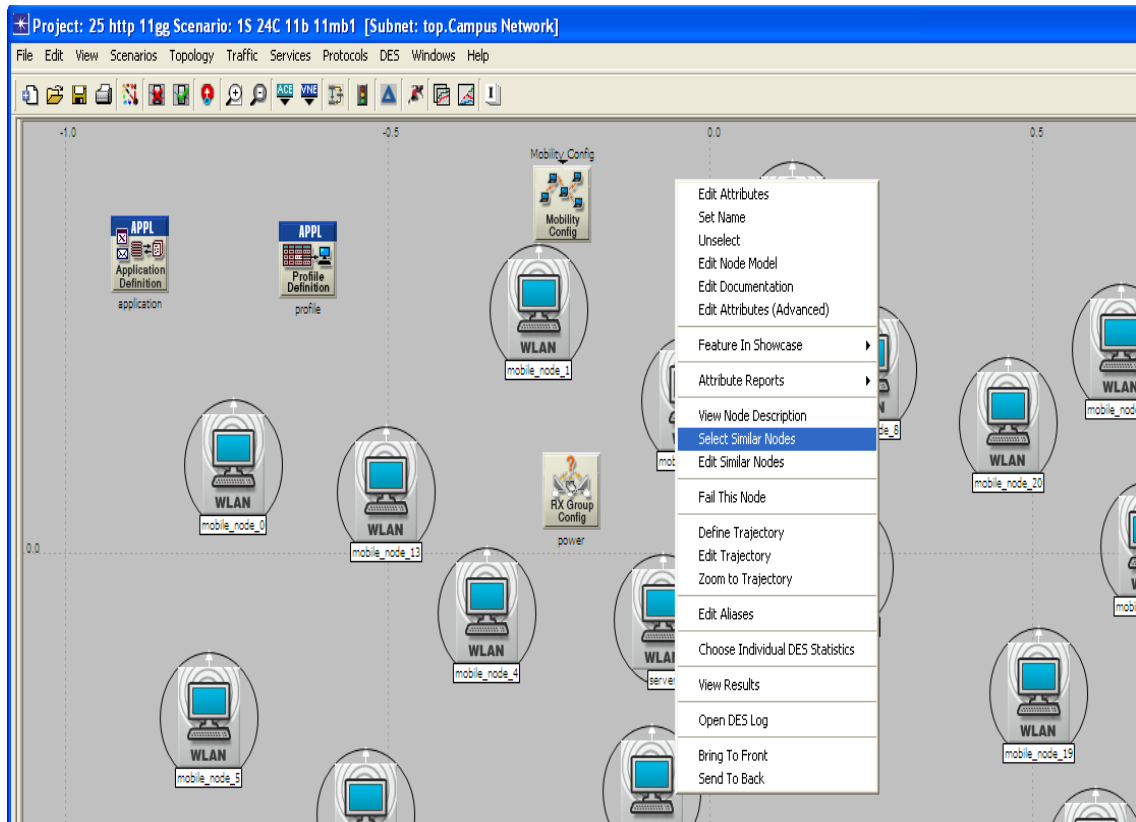 Project: 25 http 11gg Scenario: 1S 24C 11b 11mb1 [Subnet: top.Campus Network]
File Edit View Scenarios Topology Traffic Services Protocols DES Windows Help
ACE VNE
-1.0 -0.5 0.0 0.5
Mobility_Config
Mobility
Config
APPL
Application
Definition
application
APPL
Profile
Definition
profile
WLAN
mobile_node_1
Edit Attributes
Set Name
Unselect
Edit Node Model
Edit Documentation
Edit Attributes (Advanced)
Feature In Showcase
Attribute Reports
View Node Description
Select Similar Nodes
Edit Similar Nodes
Fail This Node
Define Trajectory
Edit Trajectory
Zoom to Trajectory
Edit Aliases
Choose Individual DES Statistics
View Results
Open DES Log
Bring To Front
Send To Back
WLAN
WLAN
mobile_node_20
WLAN
mobile_node_0
WLAN
mobile_node_13
RX Group
Config
power
0.0
WLAN
mobile_node_4
WLAN
server
WLAN
mobile_node_5
WLAN
mobile_node_19